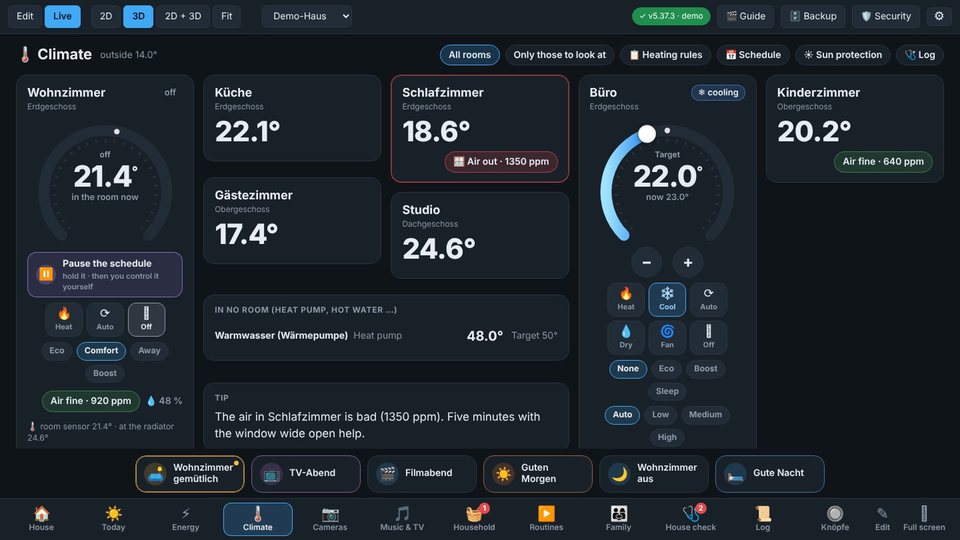 Edit Live 2D 3D 2D + 3D Fit Demo-Haus ✓ v5.37.3 · demo Guide Backup Security
Climate outside 14.0° All rooms Only those to look at Heating rules Schedule Sun protection Log
Wohnzimmer off
Erdgeschoss
off
21.4°
in the room now
Pause the schedule
hold it · then you control it
yourself
Heat Auto Off
Eco Comfort Away
Boost
Air fine · 920 ppm 48 %
room sensor 21.4° · at the radiator
24.6°
Küche
Erdgeschoss
22.1°
Gästezimmer
Obergeschoss
17.4°
Schlafzimmer
Erdgeschoss
18.6°
Air out · 1350 ppm
Studio
Dachgeschoss
24.6°
IN NO ROOM (HEAT PUMP, HOT WATER ...)
Warmwasser (Wärmepumpe) Heat pump 48.0° Target 50°
TIP
The air in Schlafzimmer is bad (1350 ppm). Five minutes with
the window wide open help.
Büro ❄ cooling
Erdgeschoss
Target
22.0°
now 23.0°
− +
Heat Cool Auto
Dry Fan Off
None Eco Boost
Sleep
Auto Low Medium
High
Kinderzimmer
Obergeschoss
20.2°
Air fine · 640 ppm
Wohnzimmer
gemütlich
TV-Abend
Filmabend
Guten
Morgen
Wohnzimmer
aus
Gute Nacht
House Today Energy Climate Cameras Music & TV Household 1 Routines Family House check 2 Log Knöpfe Edit Full screen